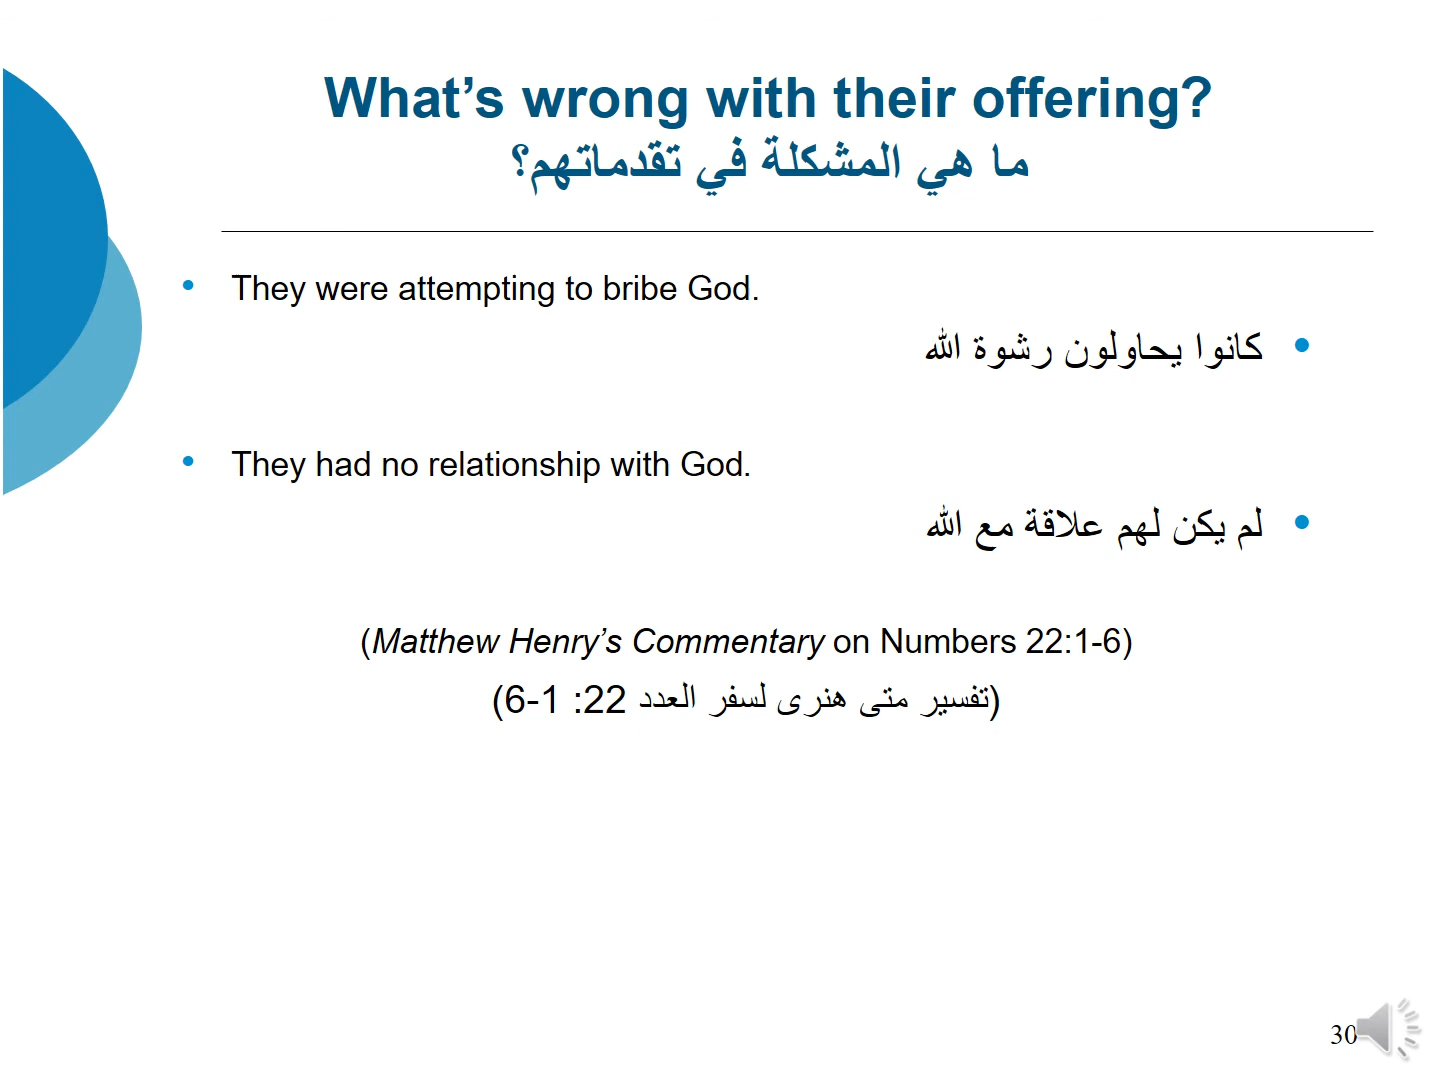 What’s wrong with their offering?
ما هي المشكلة في تقدماتهم؟
• They were attempting to bribe God.
• كانوا يحاولون رشوة الله
• They had no relationship with God.
• لم يكن لهم علاقة مع الله
(Matthew Henry’s Commentary on Numbers 22:1-6)
(تفسير متى هنرى لسفر العدد 22: 1-6)
30